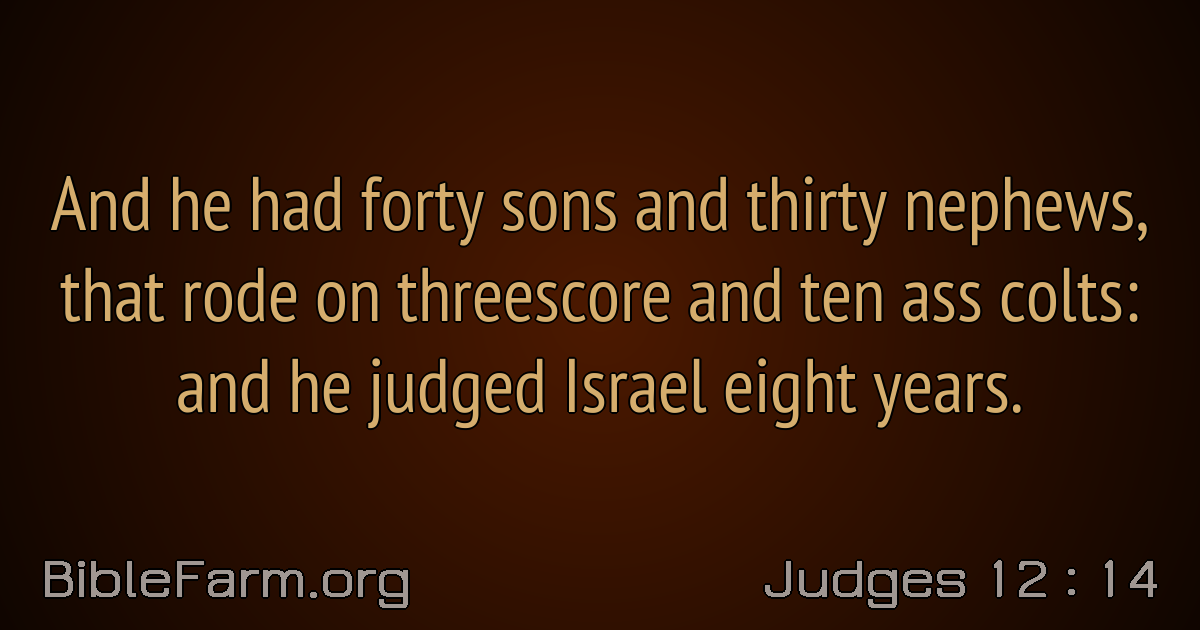 And he had forty sons and thirty nephews,
that rode on threescore and ten ass colts:
and he judged Israel eight years.
BibleFarm.org
Judges 12 : 14